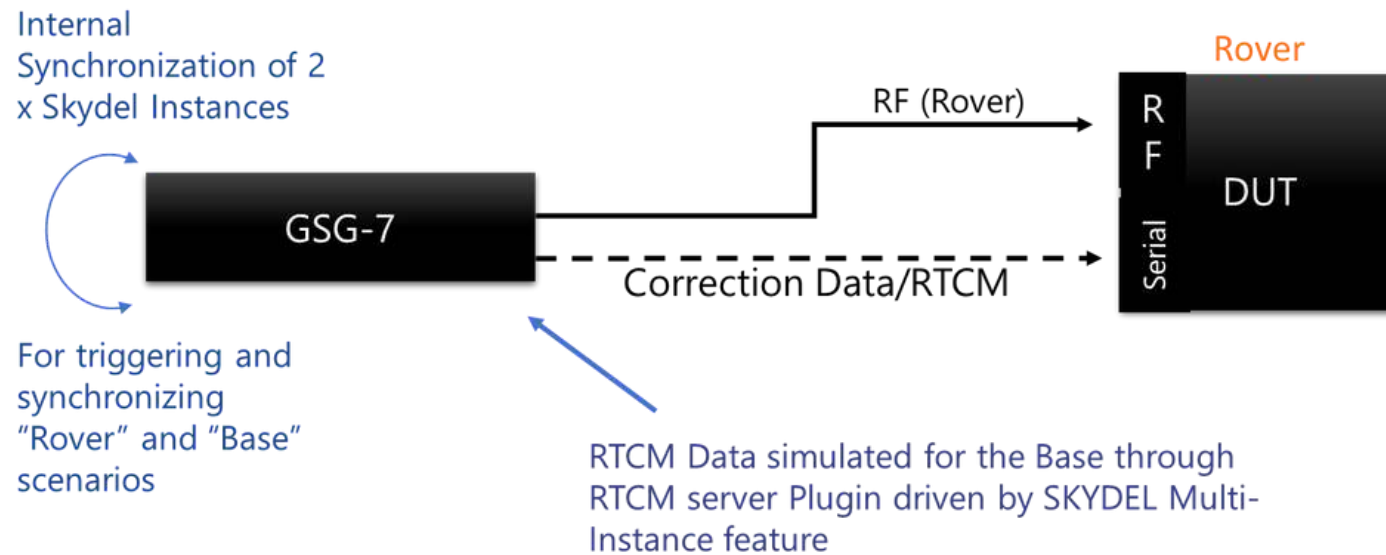 Internal
Synchronization of 2
x Skydel Instances
Rover
RF (Rover)
R
F
DUT
GSG-7
Serial
Correction Data/RTCM
For triggering and
synchronizing
"Rover" and "Base"
scenarios
RTCM Data simulated for the Base through
RTCM server Plugin driven by SKYDEL Multi-
Instance feature